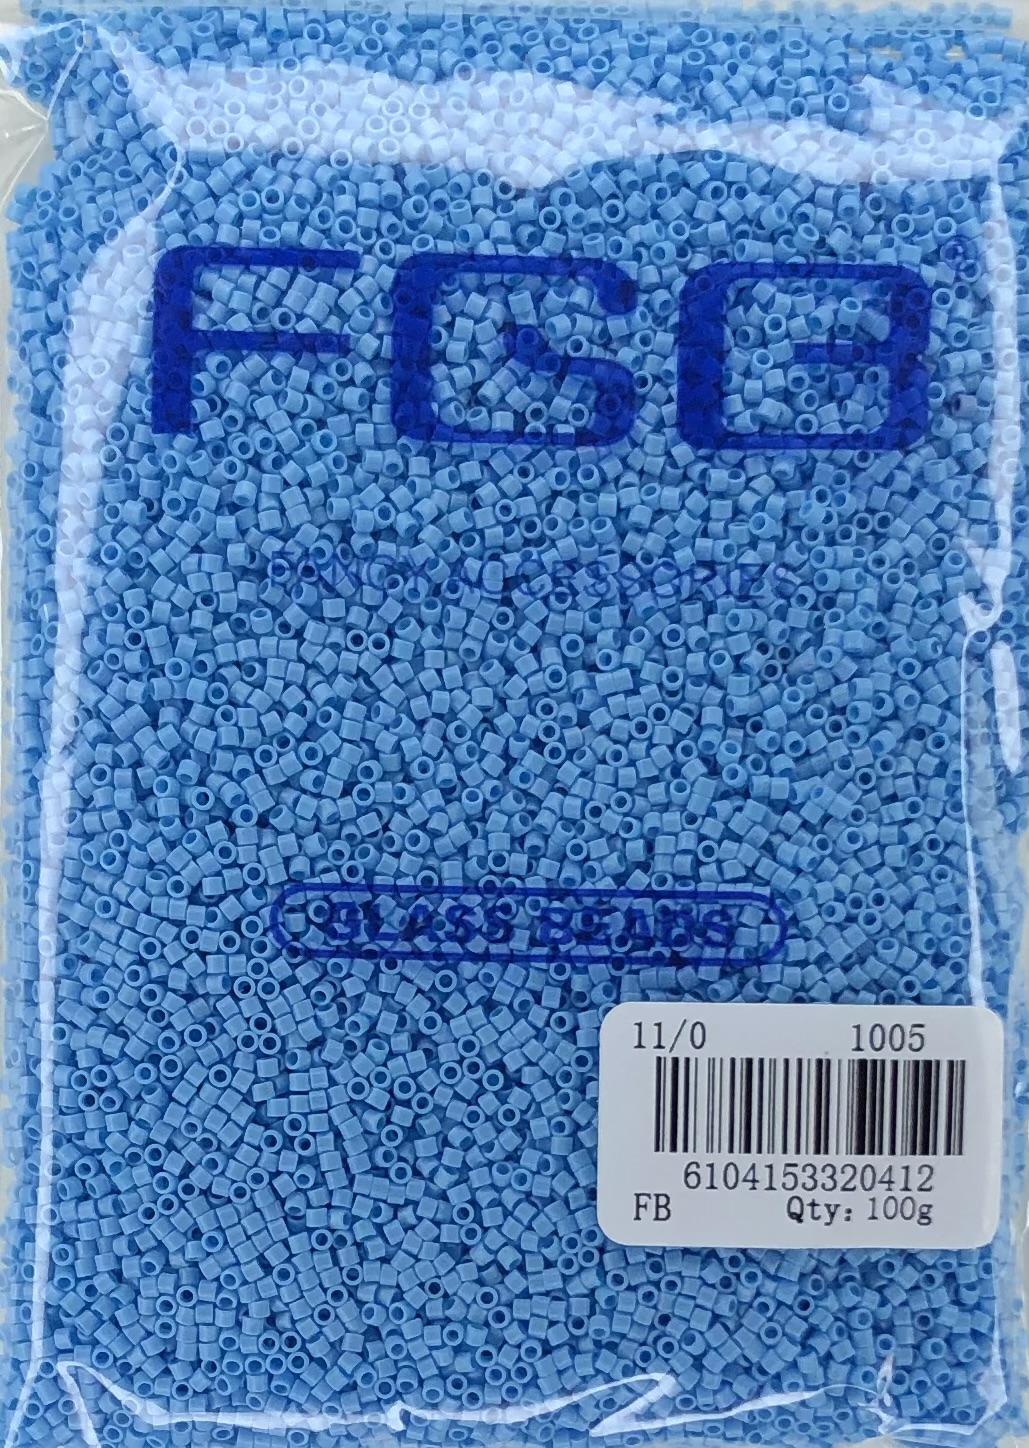 FGB®
FANCY ACCESSORIES
GLASS BEADS
11/0 1005
6104153320412
FB Qty: 100g